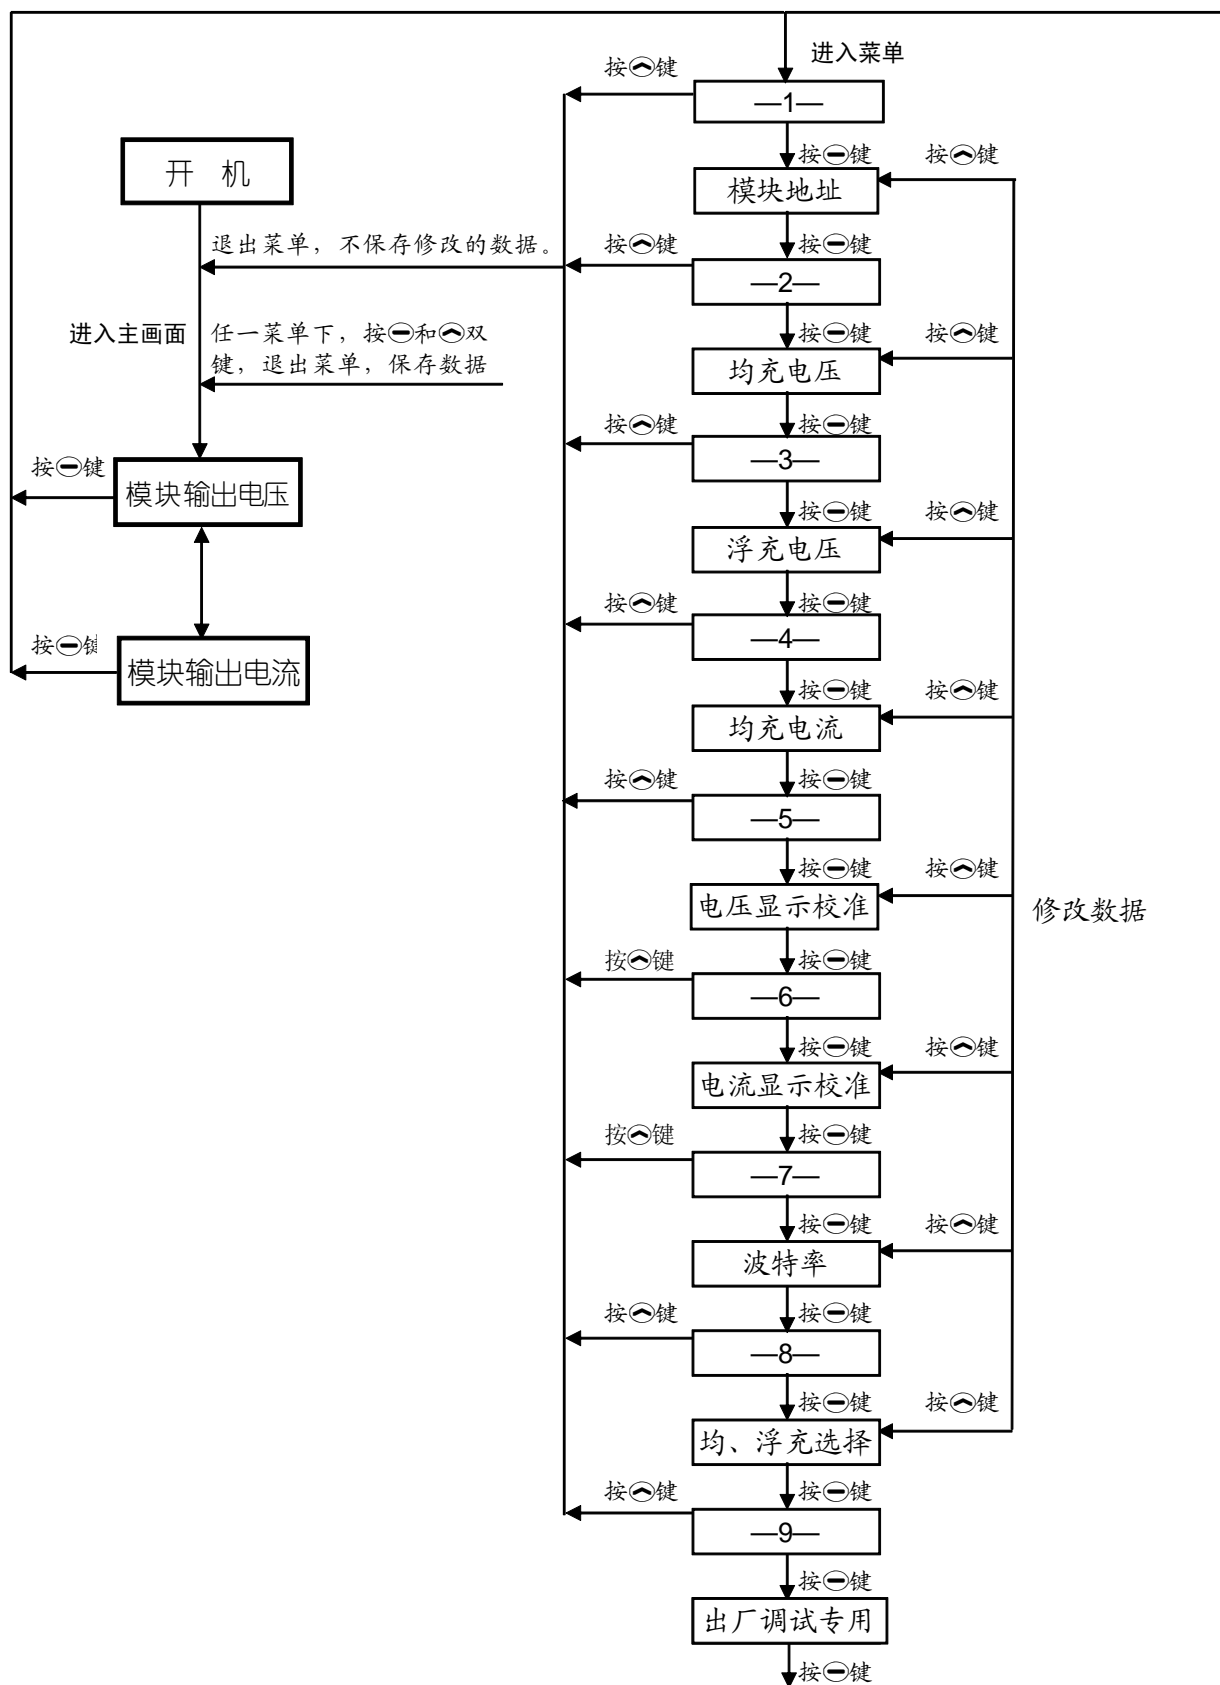 进入菜单
按键
—1—
按键
按键
开 机
模块地址
退出菜单，不保存修改的数据。
按键
按键
—2—
进入主画面
任一菜单下，按和双
键，退出菜单，保存数据
按键
按键
均充电压
按键
按键
—3—
按键
模块输出电压
按键
按键
浮充电压
按键
按键
—4—
按键
模块输出电流
按键
按键
均充电流
按键
按键
—5—
按键
按键
电压显示校准
修改数据
按键
按键
—6—
按键
按键
电流显示校准
按键
按键
—7—
按键
按键
波特率
按键
按键
—8—
按键
按键
均、浮充选择
按键
按键
—9—
按键
出厂调试专用
按键